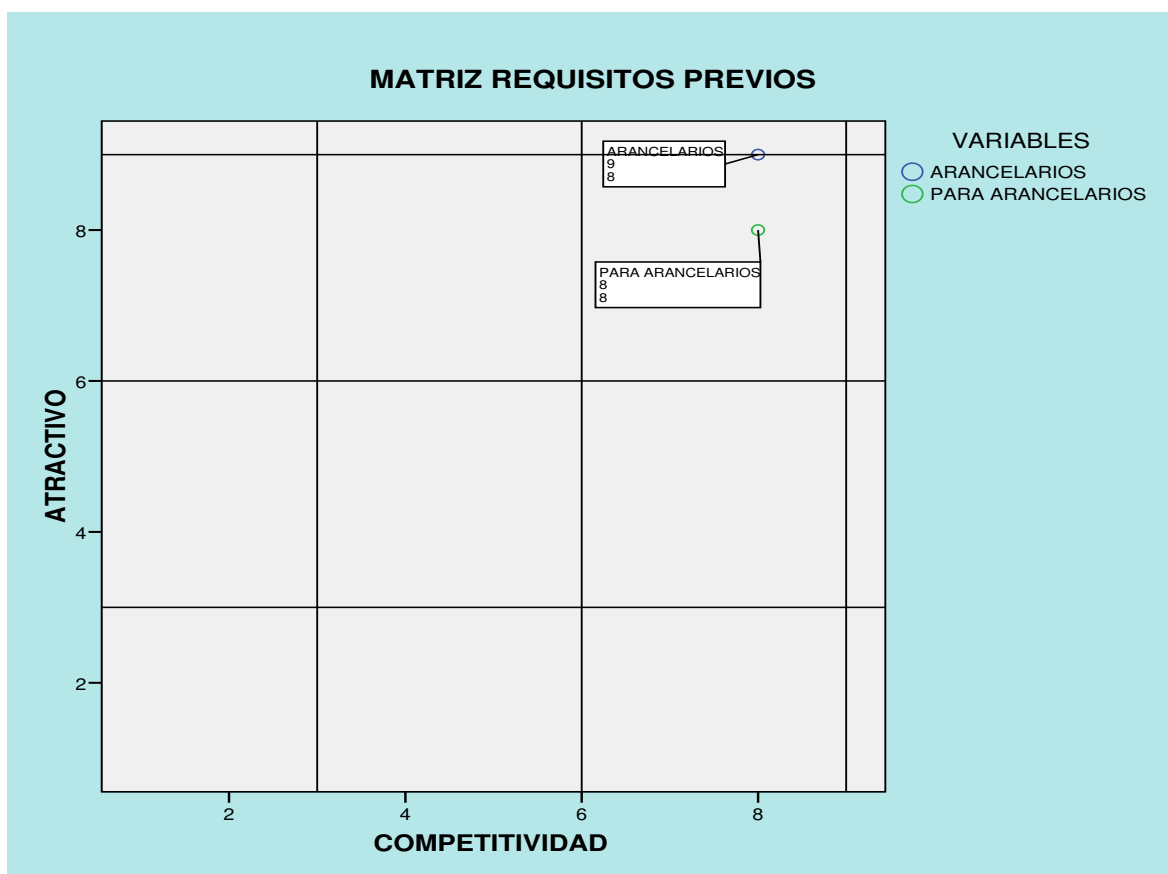 MATRIZ REQUISITOS PREVIOS
ARANCELARIOS
9
8
PARA ARANCELARIOS
8
8
VARIABLES
ARANCELARIOS
PARA ARANCELARIOS
ATRACTIVO
8
6
4
2
2
4
6
8
COMPETITIVIDAD